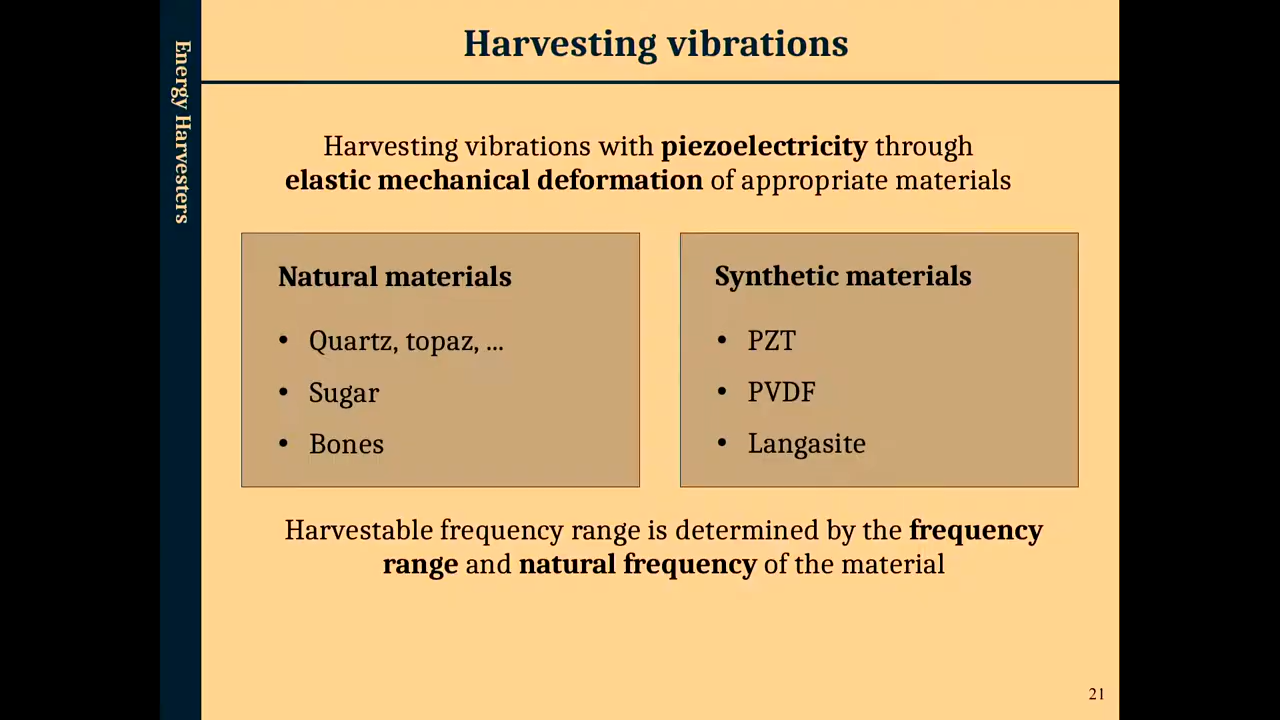 Energy Harvesters
Harvesting vibrations
Harvesting vibrations with piezoelectricity through
elastic mechanical deformation of appropriate materials
Natural materials
• Quartz, topaz, ...
• Sugar
• Bones
Synthetic materials
• PZT
• PVDF
• Langasite
Harvestable frequency range is determined by the frequency
range and natural frequency of the material
21